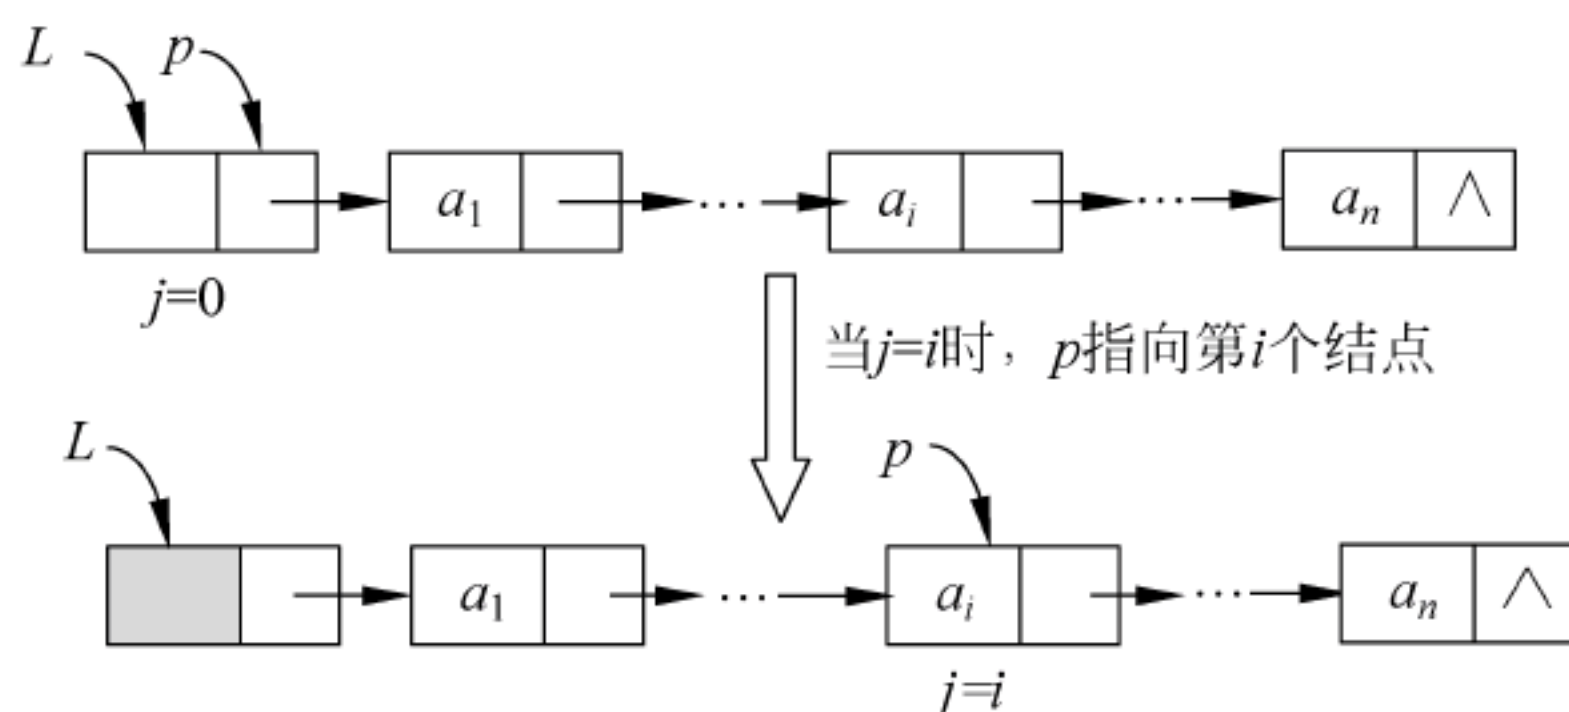 L p
a₁ ... aᵢ ... aₙ ∧
j=0
当j=i时，p指向第i个结点
L p
a₁ ... aᵢ ... aₙ ∧
j=i